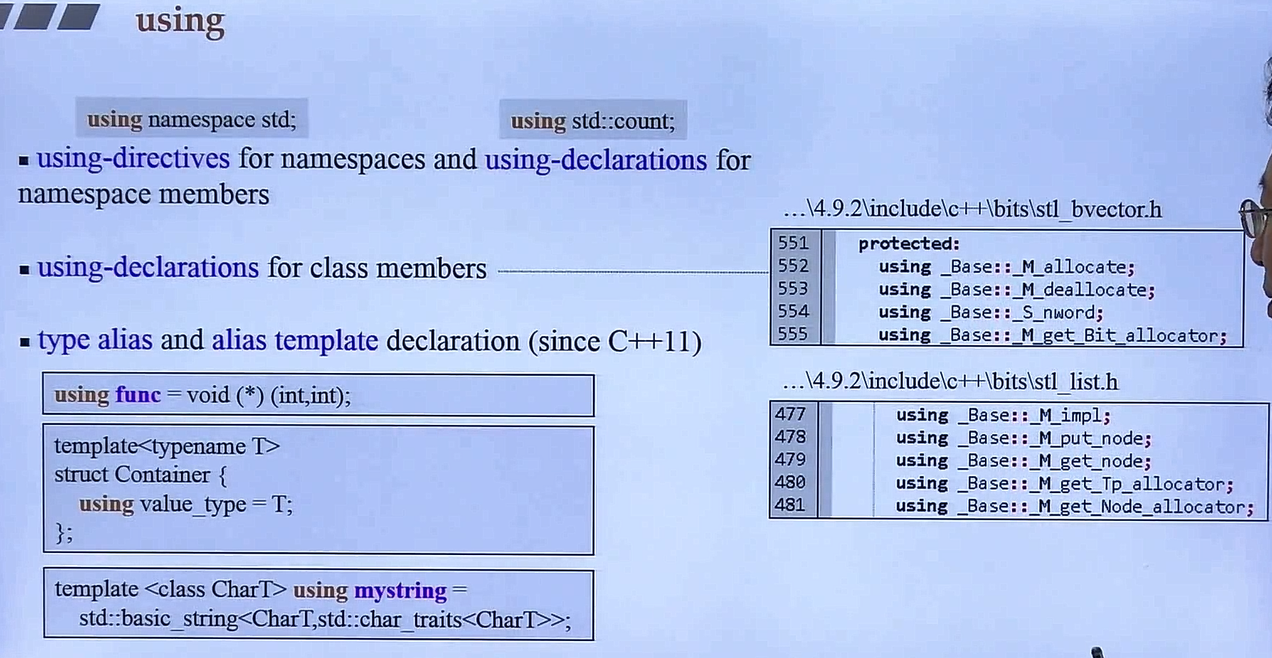 using
using namespace std;
using std::count;
▪ using-directives for namespaces and using-declarations for
namespace members
▪ using-declarations for class members
▪ type alias and alias template declaration (since C++11)
using func = void (*) (int,int);
template<typename T>
struct Container {
using value_type = T;
};
template <class CharT> using mystring =
std::basic_string<CharT,std::char_traits<CharT>>;
...\4.9.2\include\c++\bits\stl_bvector.h
551 protected:
552 using _Base::_M_allocate;
553 using _Base::_M_deallocate;
554 using _Base::_S_nword;
555 using _Base::_M_get_Bit_allocator;
...\4.9.2\include\c++\bits\stl_list.h
477 using _Base::_M_impl;
478 using _Base::_M_put_node;
479 using _Base::_M_get_node;
480 using _Base::_M_get_Tp_allocator;
481 using _Base::_M_get_Node_allocator;